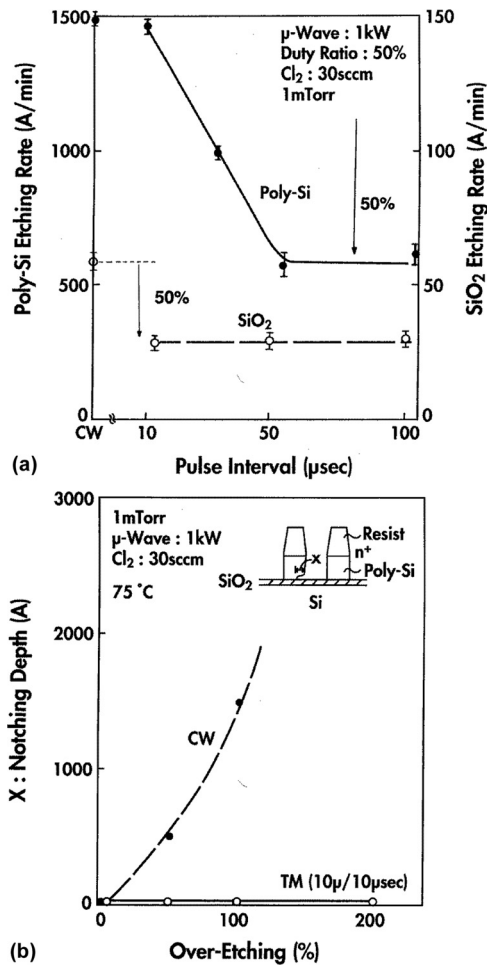 1500
1000
500
0
Poly-Si Etching Rate (A/min)
μ-Wave : 1kW
Duty Ratio : 50%
Cl2 : 30sccm
1mTorr
Poly-Si
50%
50%
SiO2
150
100
50
0
SiO2 Etching Rate (A/min)
CW
10
50
100
(a)
Pulse Interval (μsec)
3000
2000
1000
0
X : Notching Depth (A)
1mTorr
μ-Wave : 1kW
Cl2 : 30sccm
75 °C
Resist
n+
X
Poly-Si
SiO2
Si
CW
TM (10μ/10μsec)
0
100
200
(b)
Over-Etching (%)